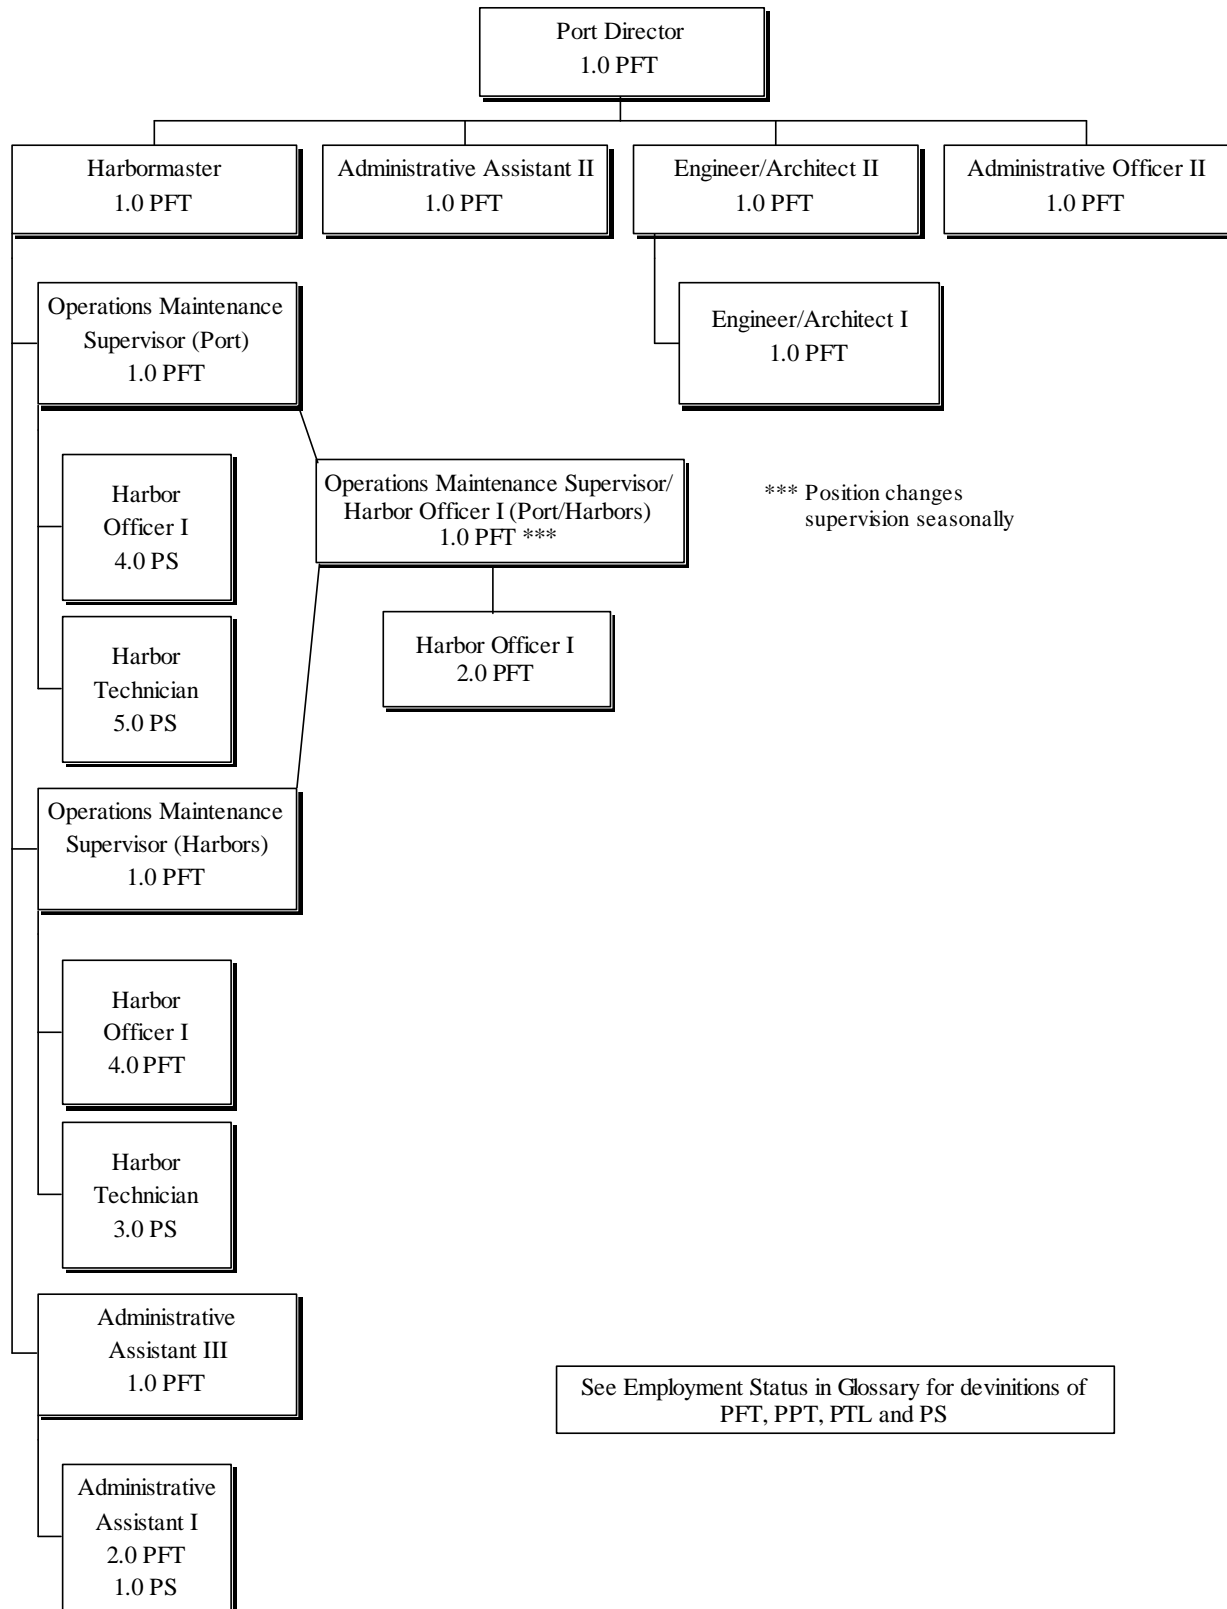 Port Director
1.0 PFT
Harbormaster
1.0 PFT
Administrative Assistant II
1.0 PFT
Engineer/Architect II
1.0 PFT
Administrative Officer II
1.0 PFT
Operations Maintenance
Supervisor (Port)
1.0 PFT
Engineer/Architect I
1.0 PFT
Harbor
Officer I
4.0 PS
Operations Maintenance Supervisor/
Harbor Officer I (Port/Harbors)
1.0 PFT ***
*** Position changes
supervision seasonally
Harbor
Technician
5.0 PS
Harbor Officer I
2.0 PFT
Operations Maintenance
Supervisor (Harbors)
1.0 PFT
Harbor
Officer I
4.0 PFT
Harbor
Technician
3.0 PS
Administrative
Assistant III
1.0 PFT
See Employment Status in Glossary for devinitions of
PFT, PPT, PTL and PS
Administrative
Assistant I
2.0 PFT
1.0 PS